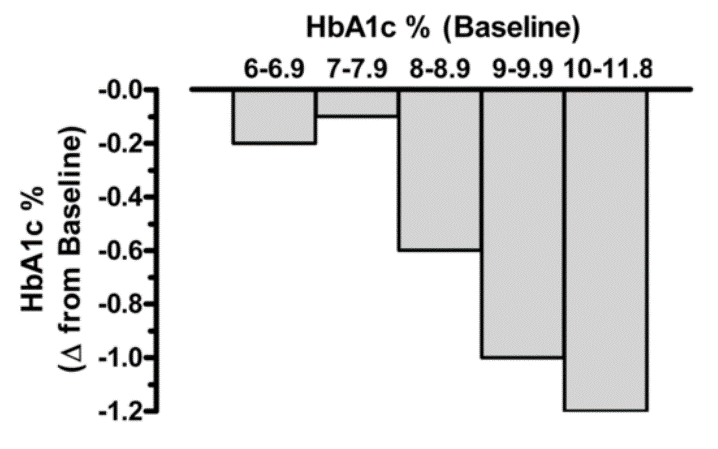 HbA1c % (Baseline)
6-6.9 7-7.9 8-8.9 9-9.9 10-11.8
-0.0
-0.2
-0.4
-0.6
-0.8
-1.0
-1.2
HbA1c %
(Δ from Baseline)